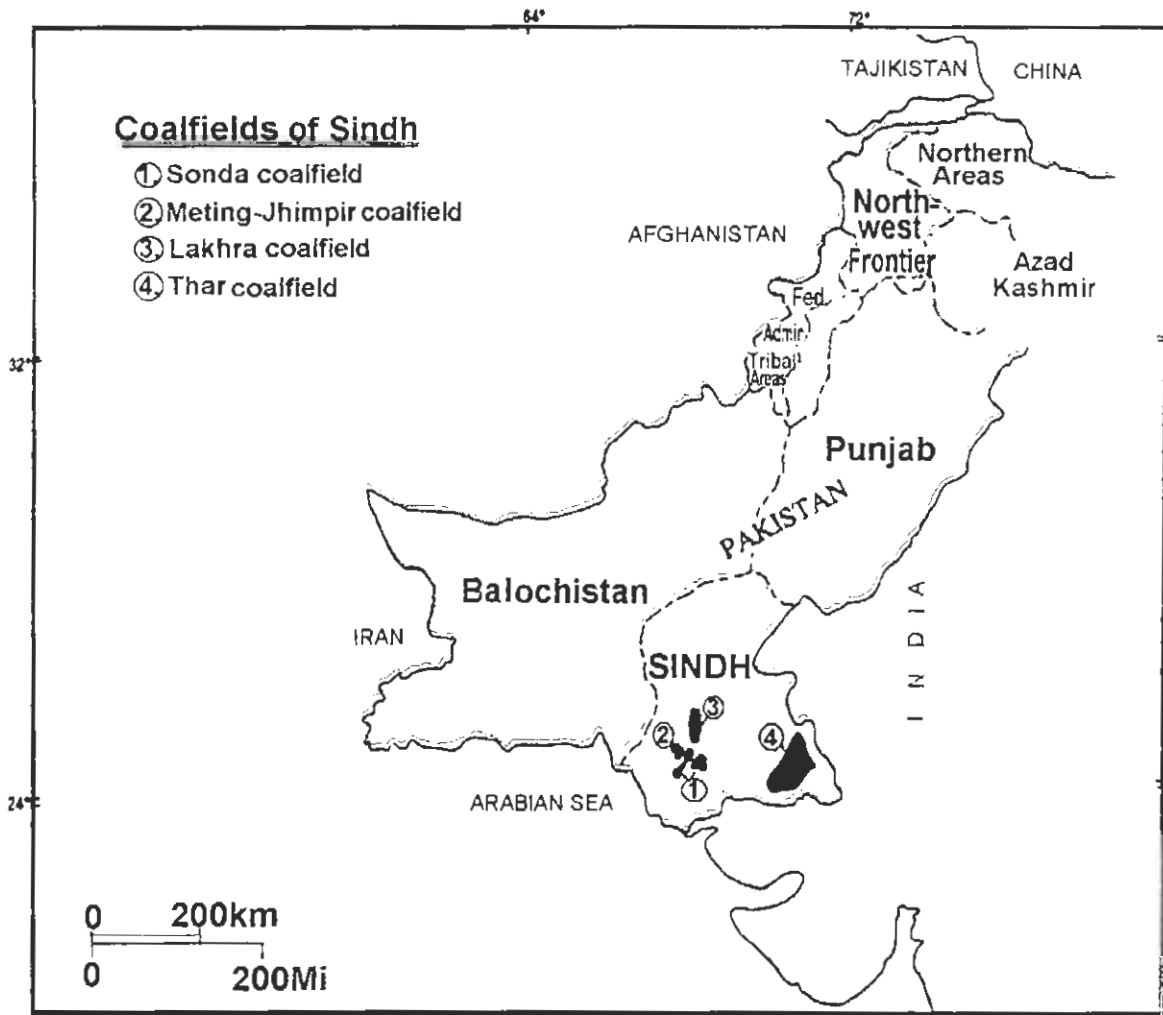 64°
72°
TAJIKISTAN
CHINA
Coalfields of Sindh
① Sonda coalfield
② Meting-Jhimpir coalfield
③ Lakhra coalfield
④ Thar coalfield
Northern
Areas
North-
west
Frontier
AFGHANISTAN
Azad
Kashmir
Fed.
Admin
Tribal
Areas
32°
Punjab
PAKISTAN
Balochistan
INDIA
IRAN
SINDH
③
②
④
①
24°
ARABIAN SEA
0 200km
0 200Mi